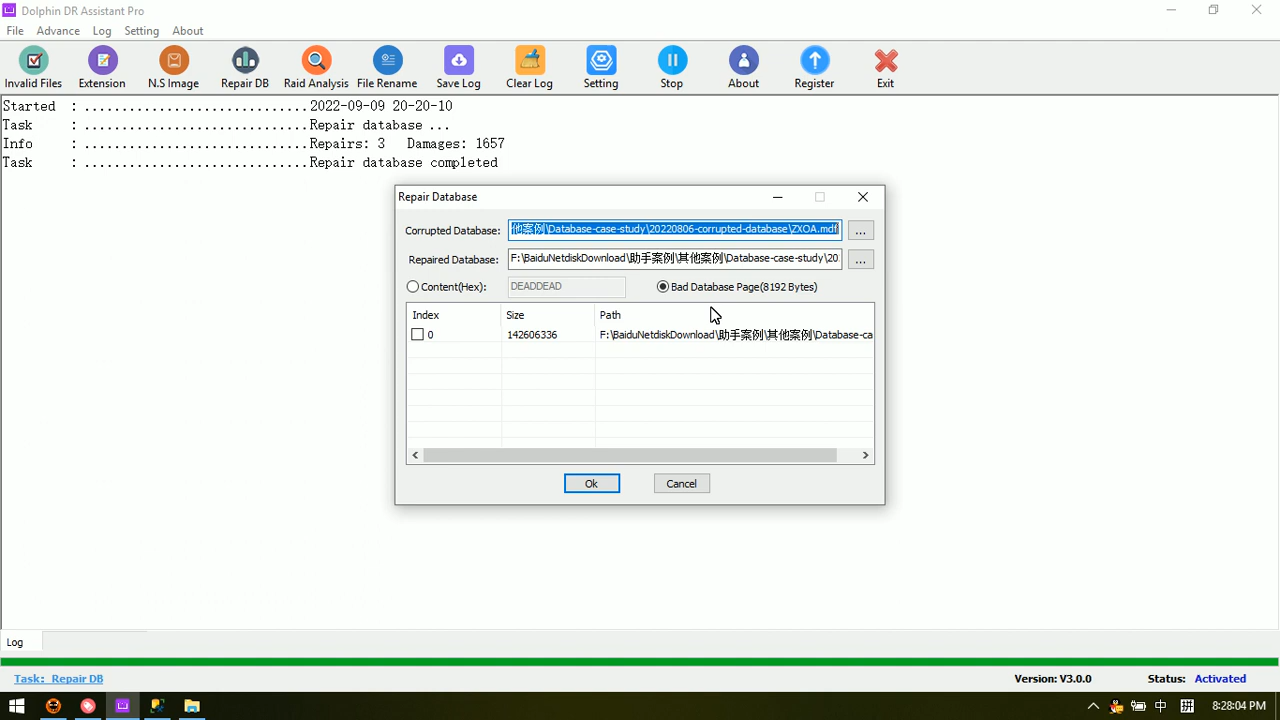 Dolphin DR Assistant Pro
File Advance Log Setting About
Invalid Files Extension N.S Image Repair DB Raid Analysis File Rename Save Log Clear Log Setting Stop About Register Exit
Started : ..............................2022-09-09 20-20-10
Task : ..............................Repair database ...
Info : ..............................Repairs: 3 Damages: 1657
Task : ..............................Repair database completed
Repair Database
Corrupted Database: 他案例\Database-case-study\20220806-corrupted-database\ZXOA.mdf ...
Repaired Database: F:\BaiduNetdiskDownload\助手案例\其他案例\Database-case-study\20 ...
Content(Hex): DEADDEAD Bad Database Page(8192 Bytes)
Index Size Path
0 142606336 F:\BaiduNetdiskDownload\助手案例\其他案例\Database-ca
Ok Cancel
Log
Task: Repair DB Version: V3.0.0 Status: Activated
中 拼 8:28:04 PM